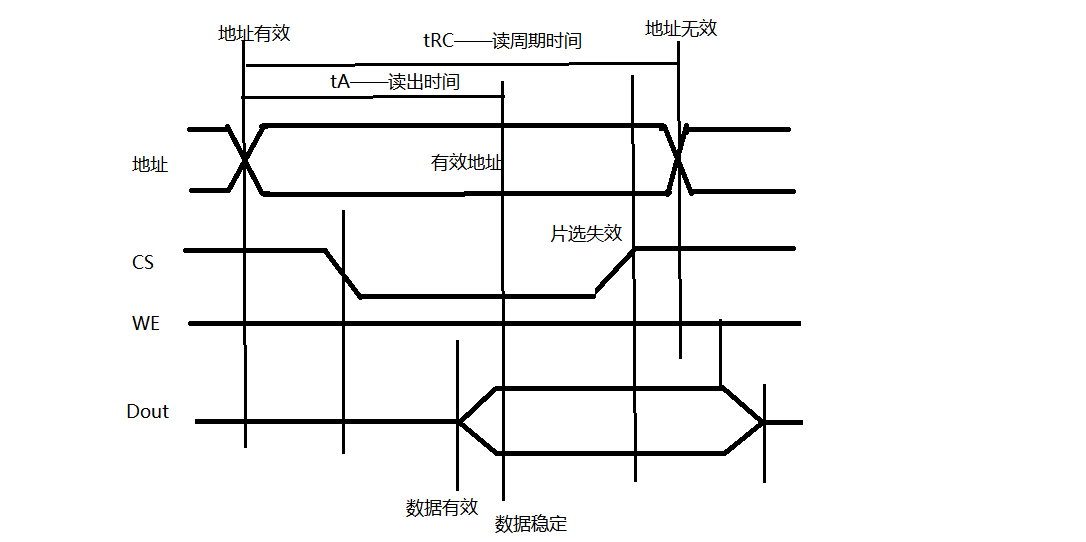 地址有效
地址无效
tRC——读周期时间
tA——读出时间
地址
有效地址
片选失效
CS
WE
Dout
数据有效
数据稳定